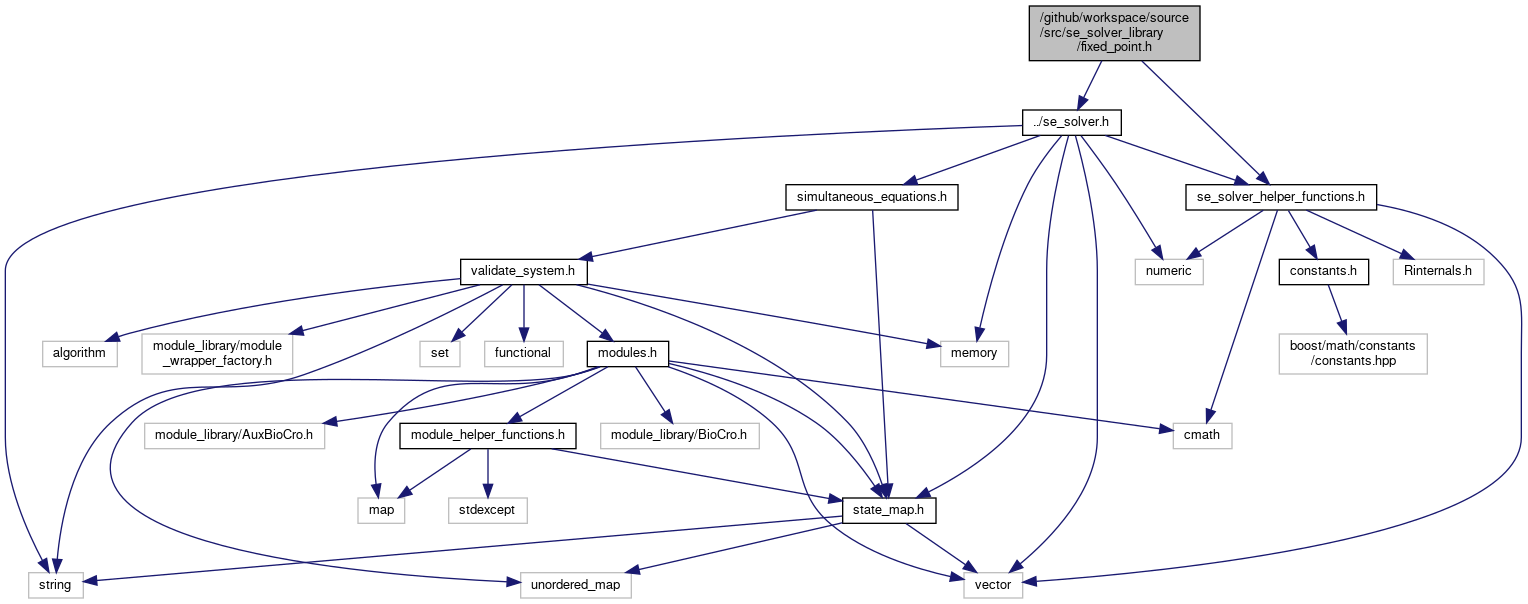 /github/workspace/source
/src/se_solver_library
/fixed_point.h
../se_solver.h
simultaneous_equations.h
se_solver_helper_functions.h
validate_system.h
numeric
constants.h
Rinternals.h
algorithm
module_library/module
_wrapper_factory.h
set
functional
modules.h
memory
boost/math/constants
/constants.hpp
module_library/AuxBioCro.h
module_helper_functions.h
module_library/BioCro.h
cmath
map
stdexcept
state_map.h
string
unordered_map
vector